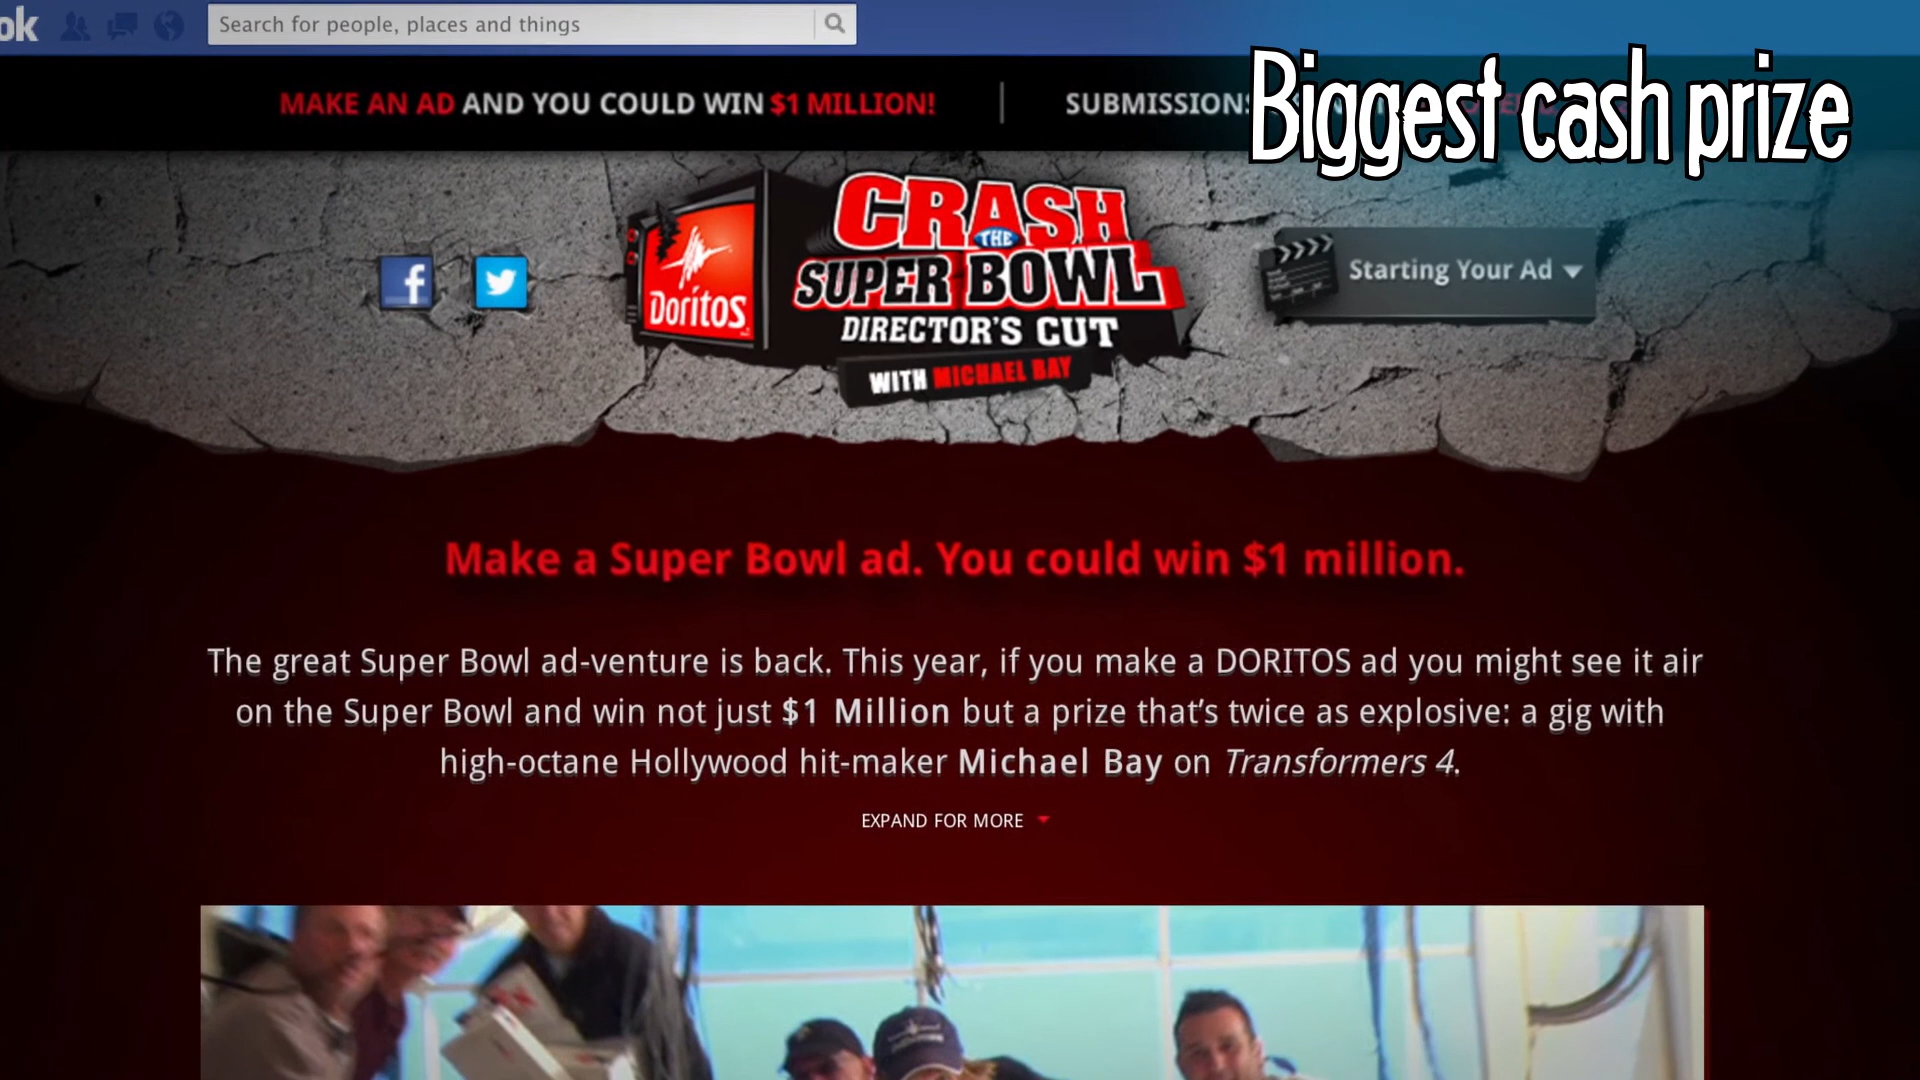 ok
Search for people, places and things
MAKE AN AD AND YOU COULD WIN $1 MILLION!
Biggest cash prize
Doritos
CRASH
THE
SUPER BOWL
DIRECTOR'S CUT
WITH MICHAEL BAY
Starting Your Ad
Make a Super Bowl ad. You could win $1 million.
The great Super Bowl ad-venture is back. This year, if you make a DORITOS ad you might see it air
on the Super Bowl and win not just $1 Million but a prize that's twice as explosive: a gig with
high-octane Hollywood hit-maker Michael Bay on Transformers 4.
EXPAND FOR MORE